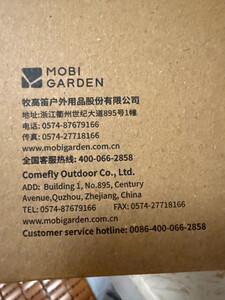 MOBI
GARDEN
牧高笛户外用品股份有限公司
地址:浙江衢州世纪大道895号1幢
电话: 0574-87679166
传真: 0574-27718166
www.mobigarden.com.cn
全国客服热线: 400-066-2858
Comefly Outdoor Co., Ltd.
ADD: Building 1, No.895, Century
Avenue,Quzhou, Zhejiang, China
TEL: 0574-87679166 FAX: 0574-27718166
www.mobigarden.com.cn
Customer service hotline: 0086-400-066-2858